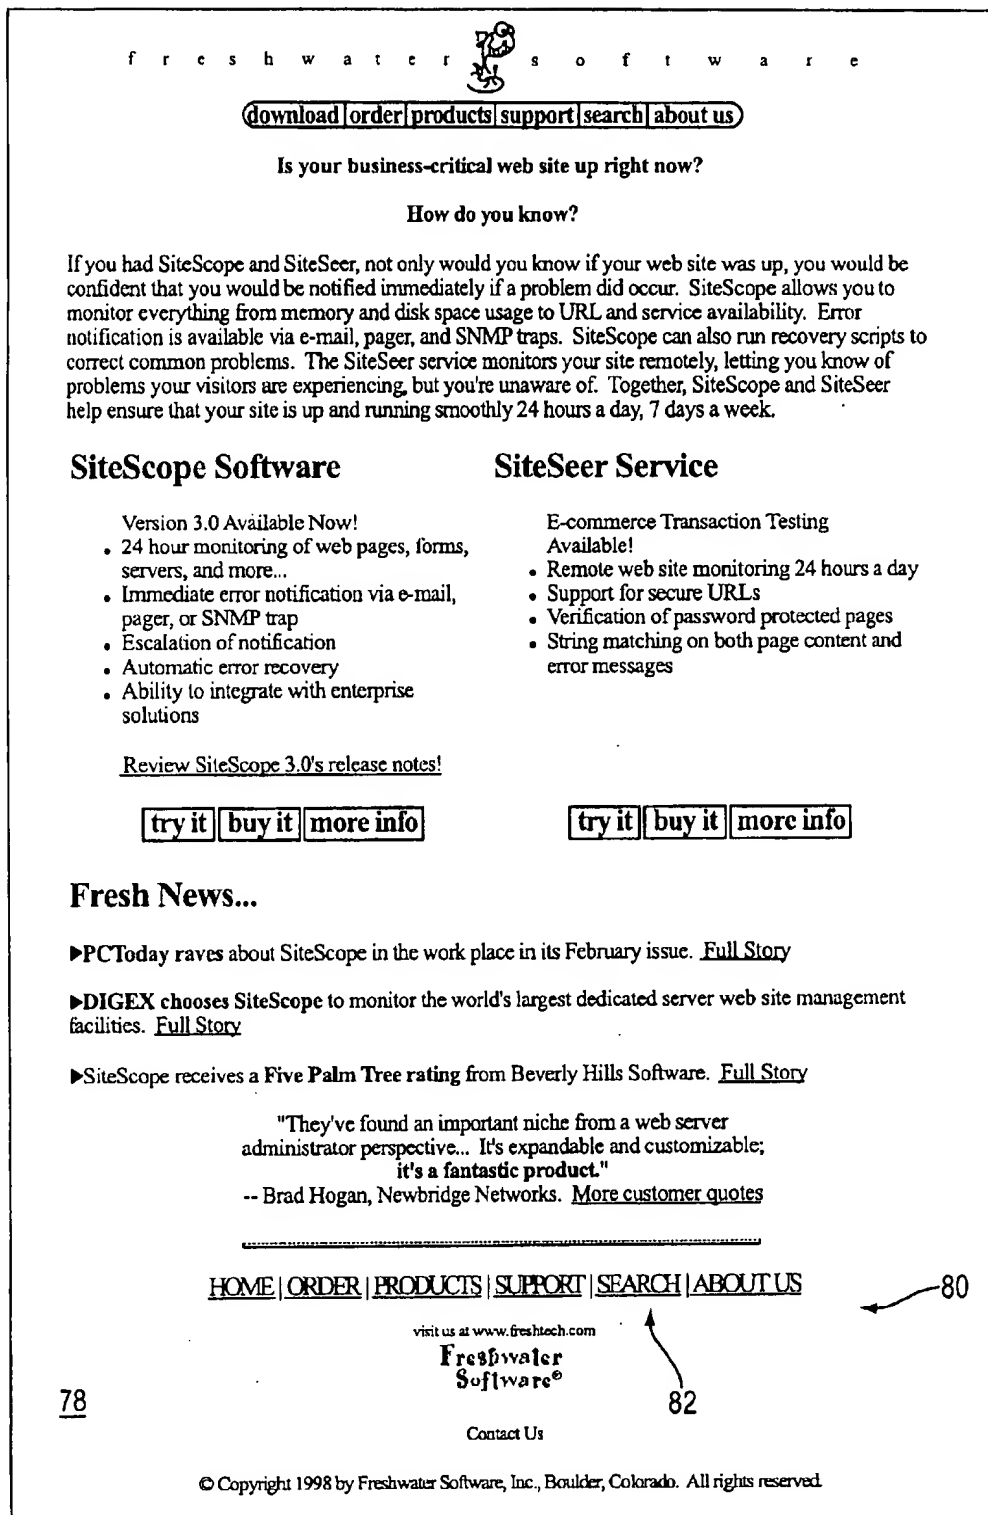 freshwater software
download order products support search about us
Is your business-critical web site up right now?
How do you know?
If you had SiteScope and SiteSeer, not only would you know if your web site was up, you would be
confident that you would be notified immediately if a problem did occur. SiteScope allows you to
monitor everything from memory and disk space usage to URL and service availability. Error
notification is available via e-mail, pager, and SNMP traps. SiteScope can also run recovery scripts to
correct common problems. The SiteSeer service monitors your site remotely, letting you know of
problems your visitors are experiencing, but you're unaware of. Together, SiteScope and SiteSeer
help ensure that your site is up and running smoothly 24 hours a day, 7 days a week.
SiteScope Software
Version 3.0 Available Now!
• 24 hour monitoring of web pages, forms,
servers, and more...
• Immediate error notification via e-mail,
pager, or SNMP trap
• Escalation of notification
• Automatic error recovery
• Ability to integrate with enterprise
solutions
Review SiteScope 3.0's release notes!
try it buy it more info
SiteSeer Service
E-commerce Transaction Testing
Available!
• Remote web site monitoring 24 hours a day
• Support for secure URLs
• Verification of password protected pages
• String matching on both page content and
error messages
try it buy it more info
Fresh News...
▶PCToday raves about SiteScope in the work place in its February issue. Full Story
▶DIGEX chooses SiteScope to monitor the world's largest dedicated server web site management
facilities. Full Story
▶SiteScope receives a Five Palm Tree rating from Beverly Hills Software. Full Story
"They've found an important niche from a web server
administrator perspective... It's expandable and customizable;
it's a fantastic product."
-- Brad Hogan, Newbridge Networks. More customer quotes
HOME | ORDER | PRODUCTS | SUPPORT | SEARCH | ABOUT US
80
visit us at www.freshtech.com
Freshwater
Software®
78
82
Contact Us
© Copyright 1998 by Freshwater Software, Inc., Boulder, Colorado. All rights reserved.